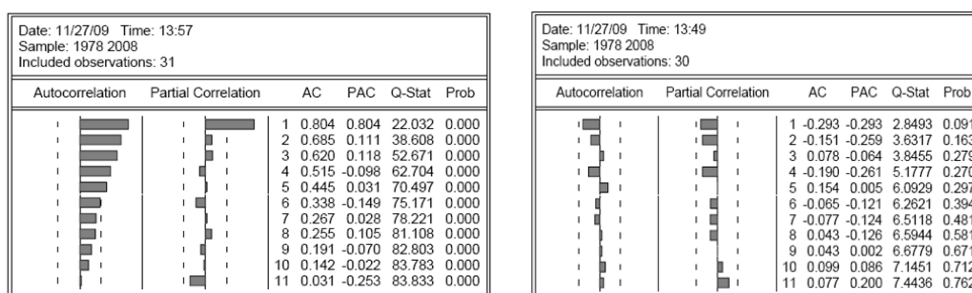 Date: 11/27/09 Time: 13:57
Sample: 1978 2008
Included observations: 31
Autocorrelation Partial Correlation AC PAC Q-Stat Prob
1 0.804 0.804 22.032 0.000
2 0.685 0.111 38.608 0.000
3 0.620 0.118 52.671 0.000
4 0.515 -0.098 62.704 0.000
5 0.445 0.031 70.497 0.000
6 0.338 -0.149 75.171 0.000
7 0.267 0.028 78.221 0.000
8 0.255 0.105 81.108 0.000
9 0.191 -0.070 82.803 0.000
10 0.142 -0.022 83.783 0.000
11 0.031 -0.253 83.833 0.000
Date: 11/27/09 Time: 13:49
Sample: 1978 2008
Included observations: 30
Autocorrelation Partial Correlation AC PAC Q-Stat Prob
1 -0.293 -0.293 2.8493 0.091
2 -0.151 -0.259 3.6317 0.163
3 0.078 -0.064 3.8455 0.279
4 -0.190 -0.261 5.1777 0.270
5 0.154 0.005 6.0929 0.297
6 -0.065 -0.121 6.2621 0.394
7 -0.077 -0.124 6.5118 0.481
8 0.043 -0.126 6.5944 0.581
9 0.043 0.002 6.6779 0.671
10 0.099 0.086 7.1451 0.712
11 0.077 0.200 7.4436 0.762